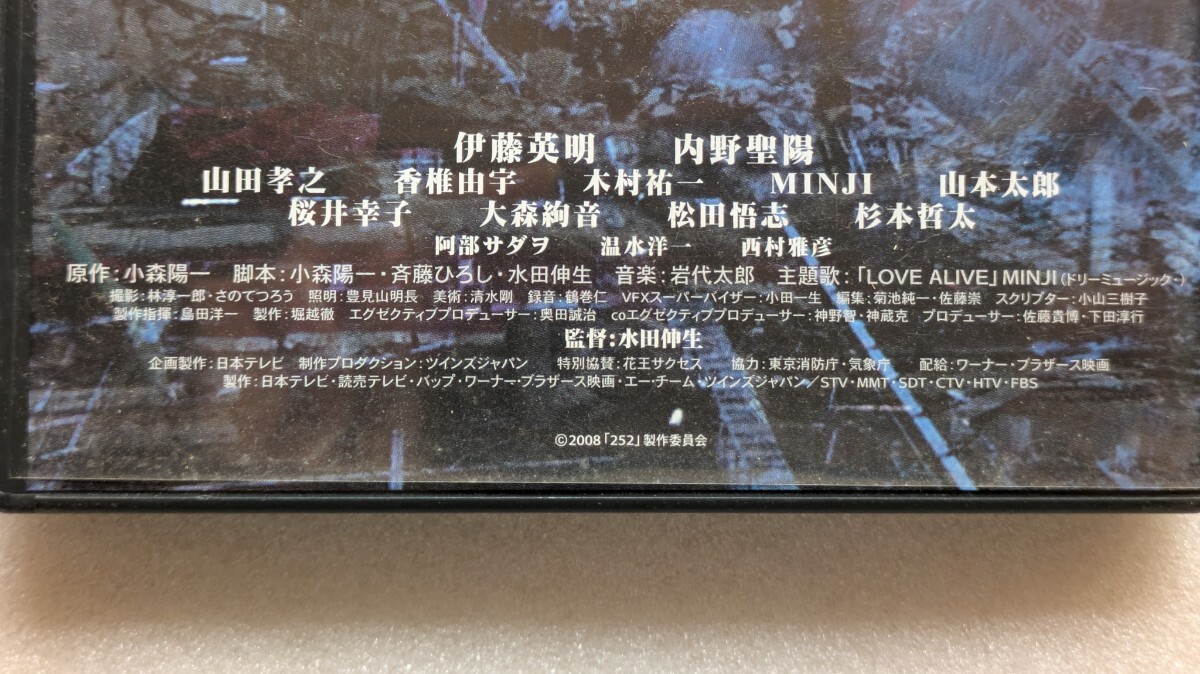 伊藤英明 内野聖陽
山田孝之 香椎由宇 木村祐一 MINJI 山本太郎
桜井幸子 大森絢音 松田悟志 杉本哲太
阿部サダヲ 温水洋一 西村雅彦
原作:小森陽一 脚本:小森陽一・斉藤ひろし・水田伸生 音楽:岩代太郎 主題歌:「LOVE ALIVE」MINJI(ドリーミュージック・)
撮影:林淳一郎・さのてつろう 照明:豊見山明長 美術:清水剛 録音:鶴巻仁 VFXスーパーバイザー:小田一生 編集:菊池純一・佐藤崇 スクリプター:小山三樹子
製作指揮:島田洋一 製作:堀越徹 エグゼクティブプロデューサー:奥田誠治 coエグゼクティブプロデューサー:神野智・神蔵克 プロデューサー:佐藤貴博・下田淳行
監督:水田伸生
企画製作:日本テレビ 制作プロダクション:ツインズジャパン 特別協賛:花王サクセス 協力:東京消防庁・気象庁 配給:ワーナー・ブラザース映画
製作:日本テレビ・読売テレビ・バップ・ワーナー・ブラザース映画・エー・チーム・ツインズジャパン/STV・MMT・SDT・CTV・HTV・FBS
©2008「252」製作委員会